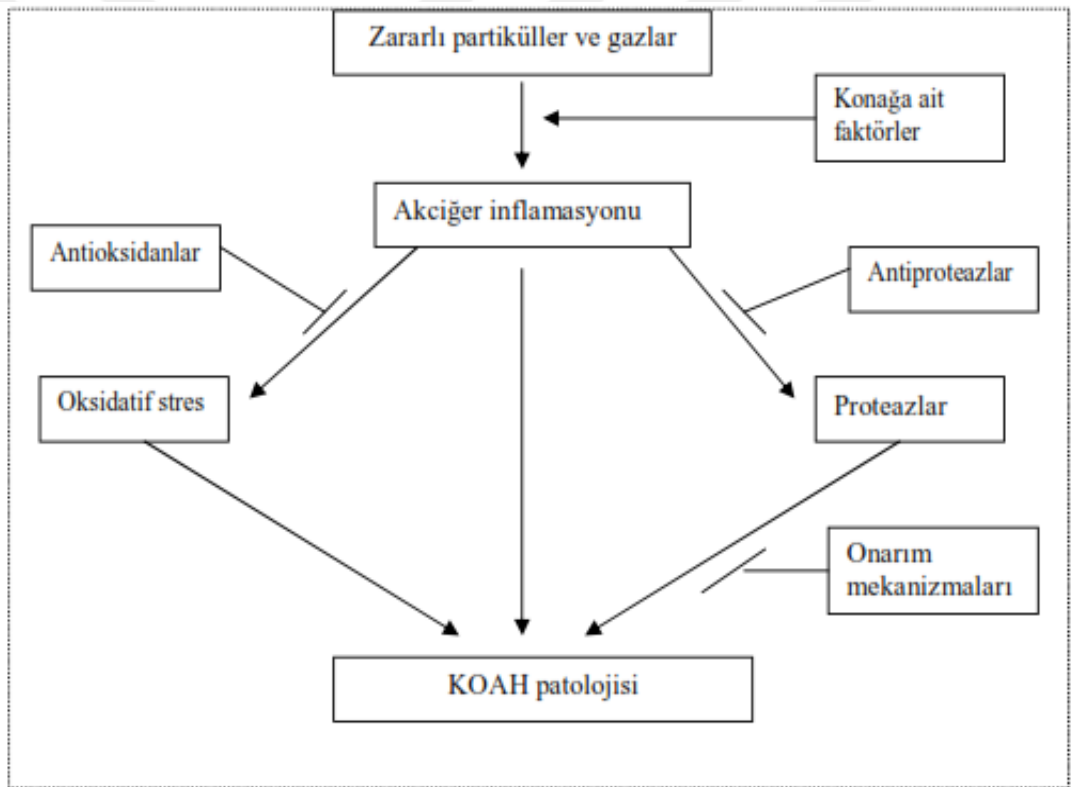 Zararlı partiküller ve gazlar
Konağa ait
faktörler
Akciğer inflamasyonu
Antioksidanlar
Antiproteazlar
Oksidatif stres
Proteazlar
Onarım
mekanizmaları
KOAH patolojisi